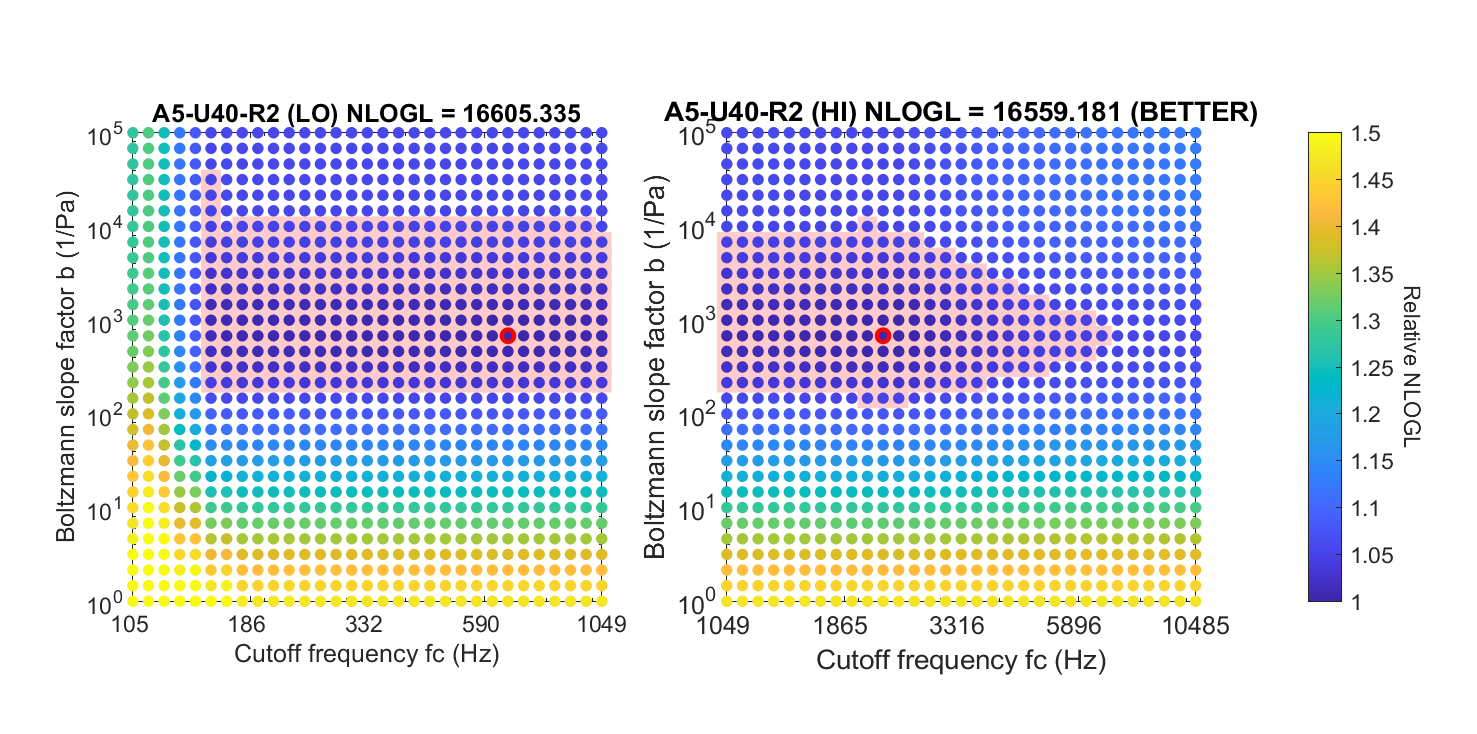 A5-U40-R2 (LO) NLOGL = 16605.335
Boltzmann slope factor b (1/Pa)
10^5
10^4
10^3
10^2
10^1
10^0
105 186 332 590 1049
Cutoff frequency fc (Hz)
A5-U40-R2 (HI) NLOGL = 16559.181 (BETTER)
Boltzmann slope factor b (1/Pa)
10^5
10^4
10^3
10^2
10^1
10^0
1049 1865 3316 5896 10485
Cutoff frequency fc (Hz)
1.5
1.45
1.4
1.35
1.3
1.25
1.2
1.15
1.1
1.05
1
Relative NLOGL